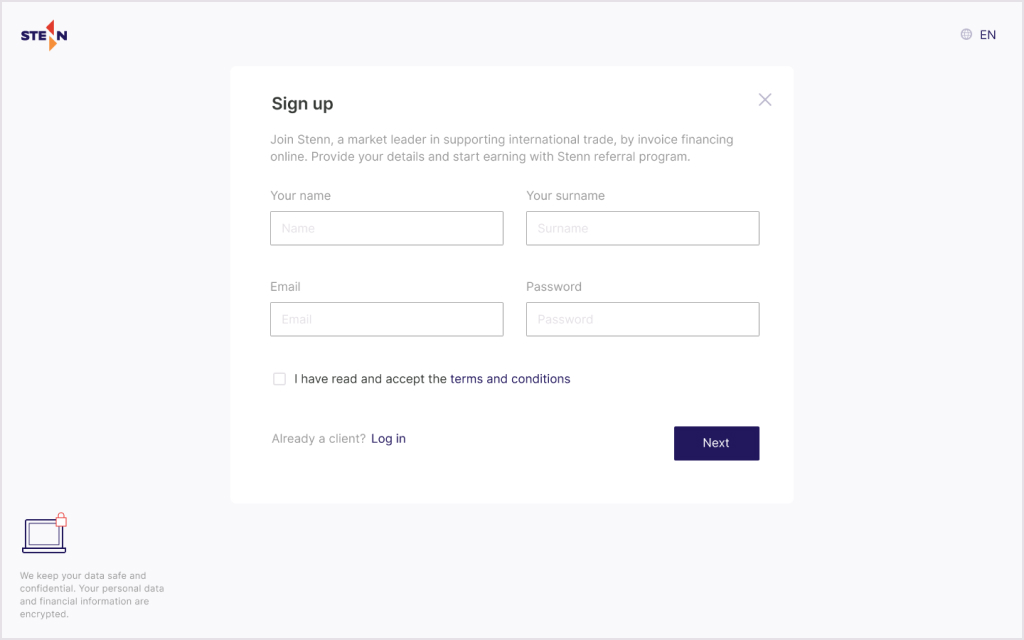 STENN
EN
Sign up
Join Stenn, a market leader in supporting international trade, by invoice financing
online. Provide your details and start earning with Stenn referral program.
Your name
Your surname
Name
Surname
Email
Password
Email
Password
I have read and accept the terms and conditions
Already a client? Log in
Next
We keep your data safe and
confidential. Your personal data
and financial information are
encrypted.